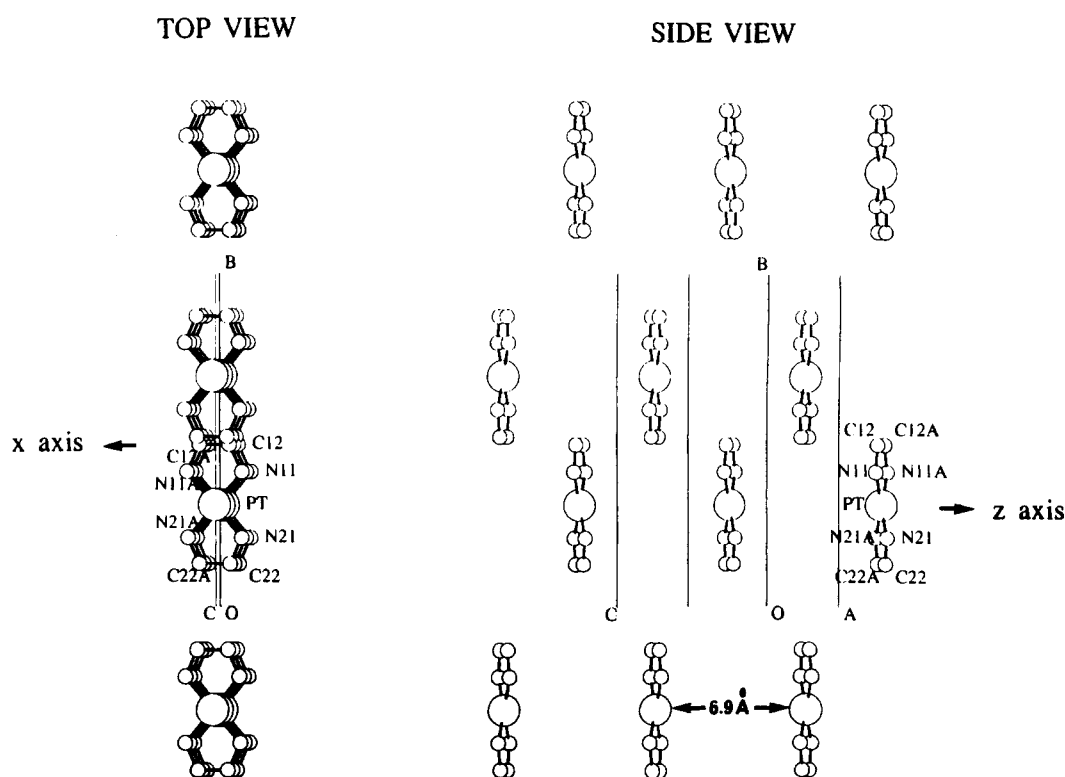 TOP VIEW
SIDE VIEW
B
B
x axis
C12
C12A
N11
N11A
PT
N21A
N21
C22A
C22
C O
C12 C12A
N11 N11A
PT
z axis
N21A N21
C22A C22
C
O
A
6.9 Å